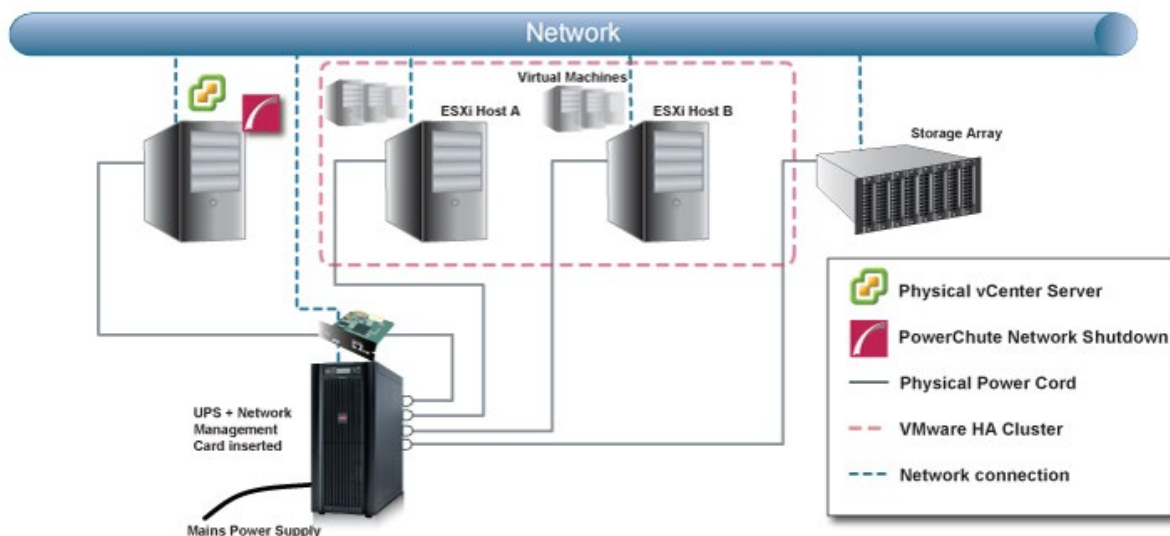 Network
Virtual Machines
ESXi Host A
ESXi Host B
Storage Array
UPS + Network
Management
Card inserted
Mains Power Supply
Physical vCenter Server
PowerChute Network Shutdown
Physical Power Cord
VMware HA Cluster
Network connection